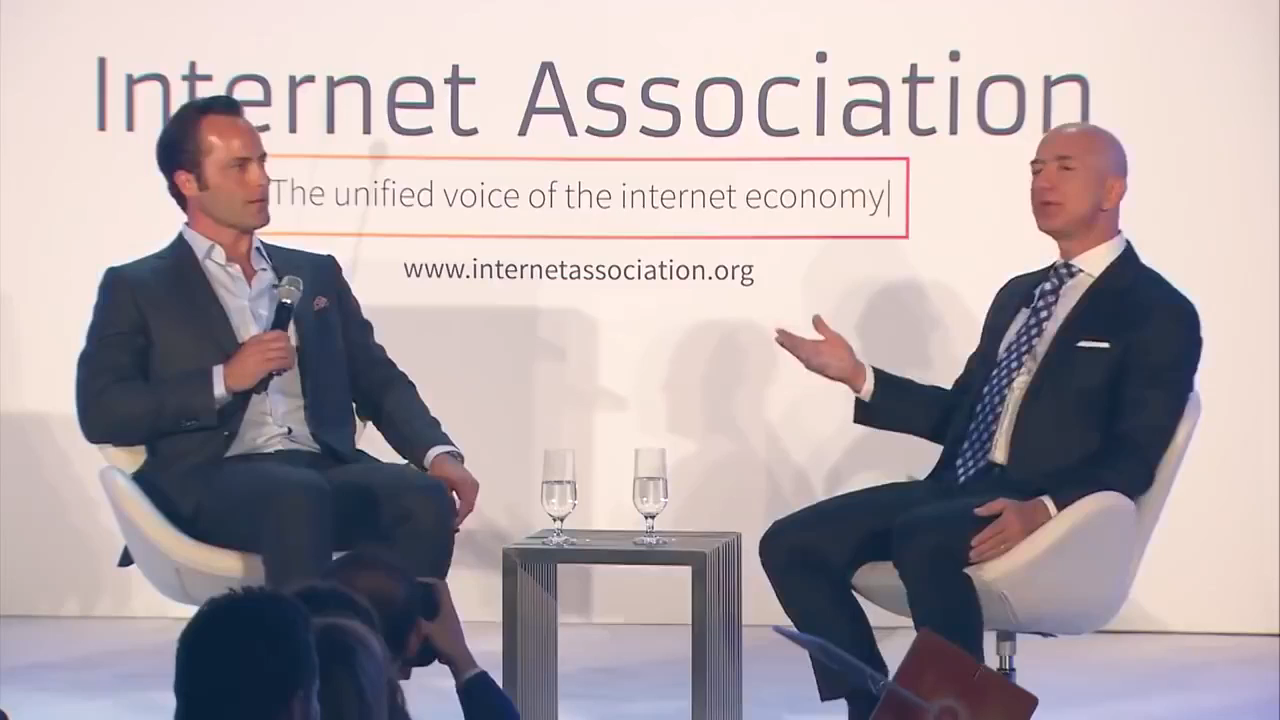 Internet Association
The unified voice of the internet economy|
www.internetassociation.org